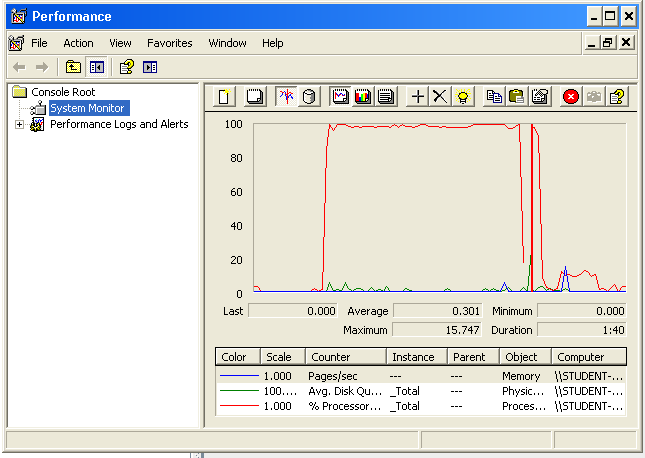 Performance
File Action View Favorites Window Help
Console Root
System Monitor
Performance Logs and Alerts
100
80
60
40
20
0
Last 0.000 Average 0.301 Minimum 0.000
Maximum 15.747 Duration 1:40
Color Scale Counter Instance Parent Object Computer
1.000 Pages/sec --- --- Memory \\STUDENT-...
100.... Avg. Disk Qu... _Total --- Physic... \\STUDENT-...
1.000 % Processor... _Total --- Proces... \\STUDENT-...